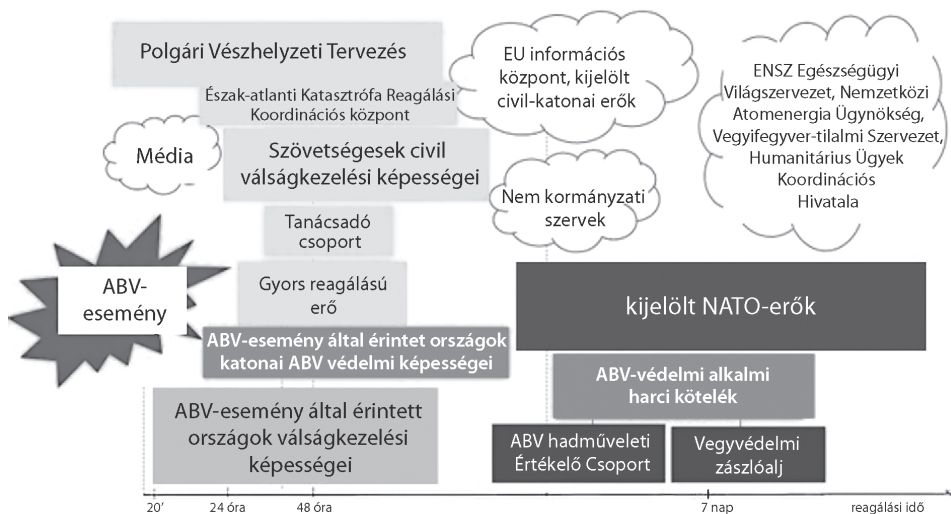 Polgári Vészhelyzeti Tervezés
Észak-atlanti Katasztrófa Reagálási
Koordinációs központ
Média
Szövetségesek civil
válságkezelési képességei
Tanácsadó
csoport
Gyors reagálású
erő
ABV-
esemény
ABV-esemény által érintet országok
katonai ABV védelmi képességei
ABV-esemény által érintett
országok válságkezelési
képességei
EU információs
központ, kijelölt
civil-katonai erők
Nem kormányzati
szervek
ENSZ Egészségügyi
Világszervezet, Nemzetközi
Atomenergia Ügynökség,
Vegyifegyver-tilalmi Szervezet,
Humanitárius Ügyek
Koordinációs
Hivatala
kijelölt NATO-erők
ABV-védelmi alkalmi
harci kötelék
ABV hadműveleti
Értékelő Csoport
Vegyvédelmi
zászlóalj
20’
24 óra
48 óra
7 nap
reagálási idő